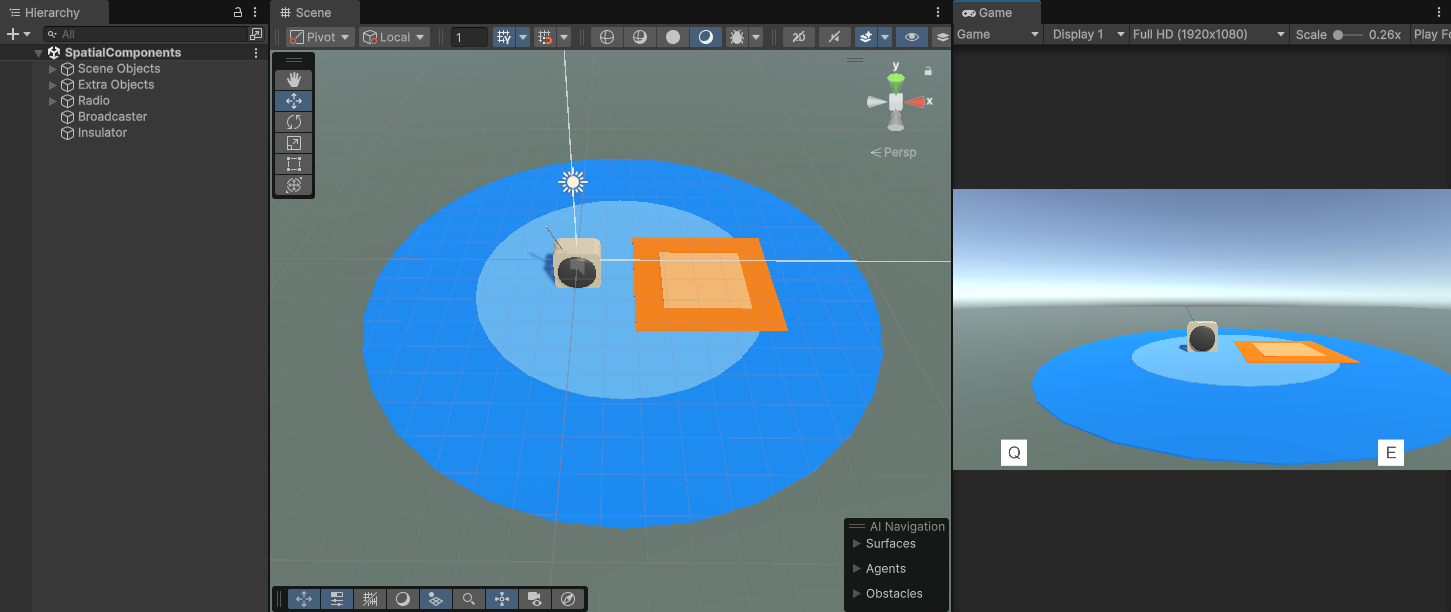 Hierarchy
All
SpatialComponents
Scene Objects
Extra Objects
Radio
Broadcaster
Insulator
Scene
Pivot
Local
1
2D
y
x
Persp
AI Navigation
Surfaces
Agents
Obstacles
Game
Game
Display 1
Full HD (1920x1080)
Scale
0.26x
Play Fo
Q
E